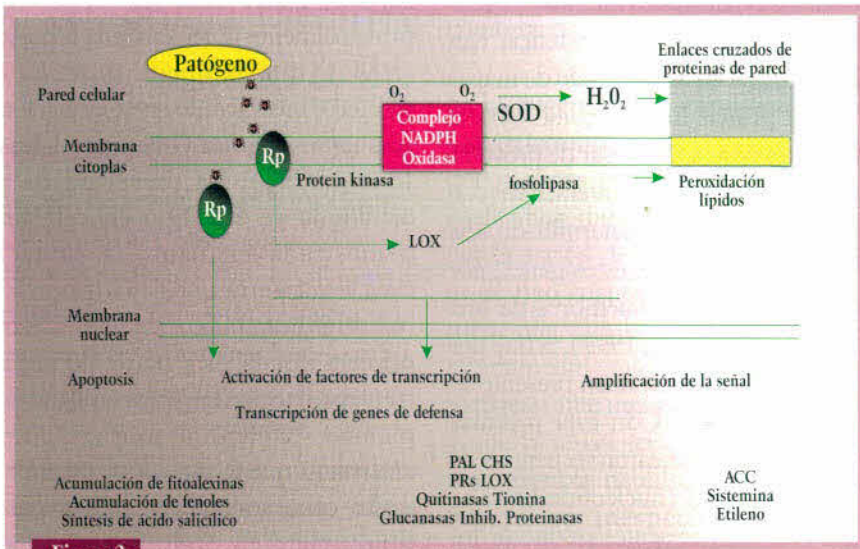 Patógeno
Enlaces cruzados de
proteinas de pared
Pared celular
O2 O2
SOD
H2O2
Complejo
NADPH
Oxidasa
Membrana
citoplas
Rp
Protein kinasa
fosfolipasa
Peroxidación
lípidos
Rp
LOX
Membrana
nuclear
Apoptosis
Activación de factores de transcripción
Amplificación de la señal
Transcripción de genes de defensa
Acumulación de fitoalexinas
Acumulación de fenoles
Síntesis de ácido salicílico
PAL CHS
PRs LOX
Quitinasas Tionina
Glucanasas Inhib. Proteinasas
ACC
Sistemina
Etileno